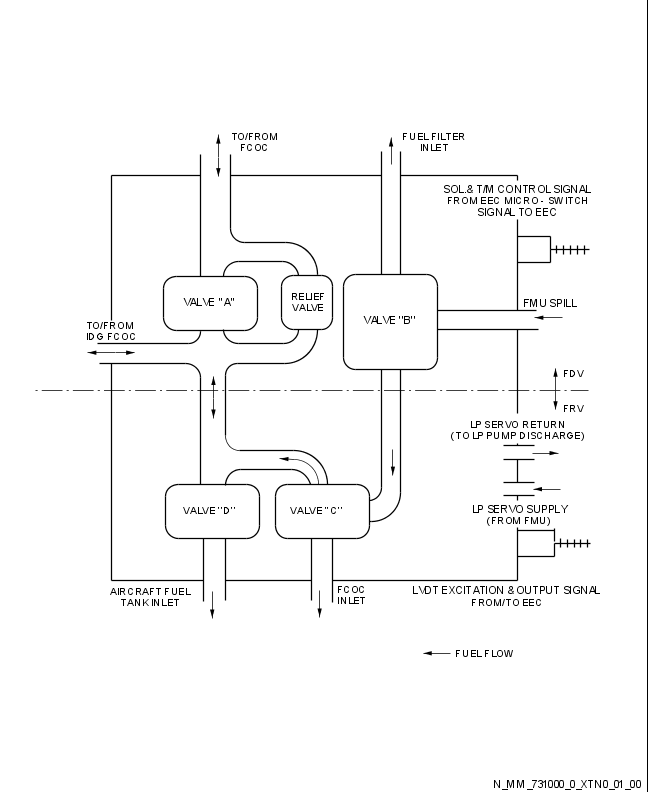 TO/FROM
FCOC
FUEL FILTER
INLET
SOL.& T/M CONTROL SIGNAL
FROM EEC MICRO - SWITCH
SIGNAL TO EEC
VALVE "A"
RELIEF
VALVE
VALVE "B"
FMU SPILL
TO/FROM
IDG FCOC
FDV
FRV
LP SERVO RETURN
(TO LP PUMP DISCHARGE)
VALVE "D"
VALVE "C"
LP SERVO SUPPLY
(FROM FMU)
AIRCRAFT FUEL
TANK INLET
FCOC
INLET
LVDT EXCITATION & OUTPUT SIGNAL
FROM/TO EEC
FUEL FLOW
N_MM_731000_0_XTN0_01_00